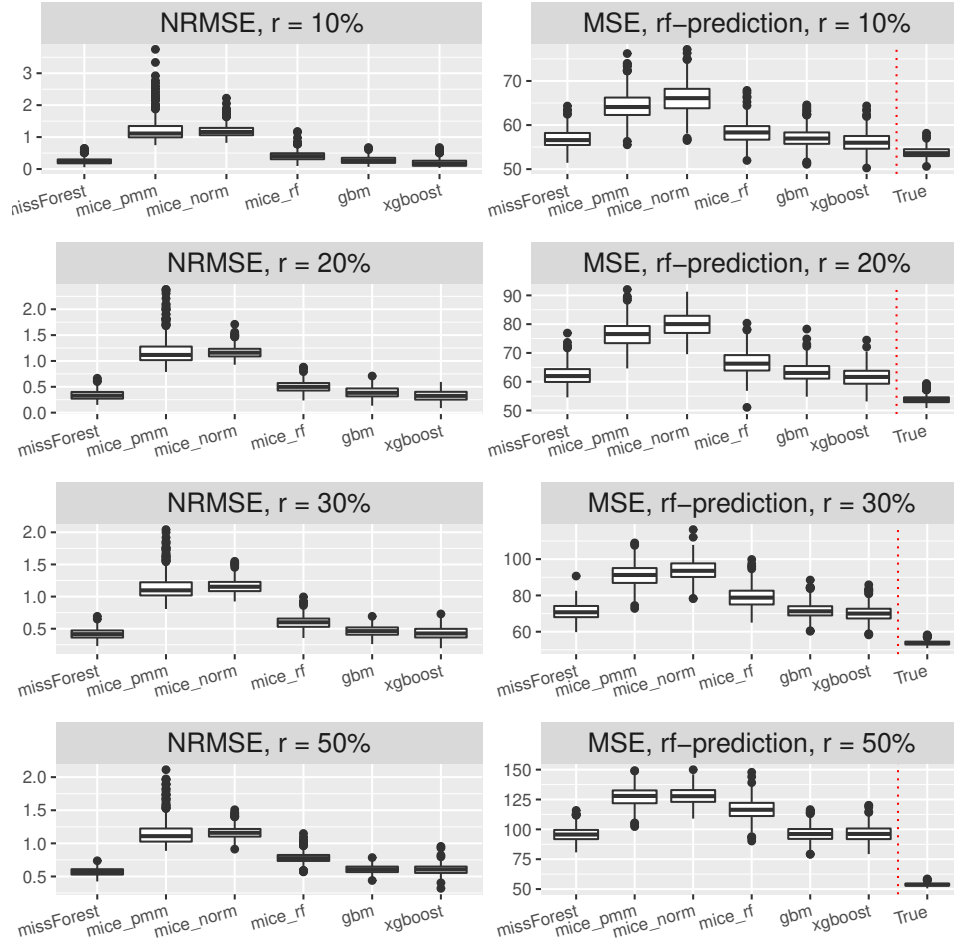 NRMSE, r = 10%
3
2
1
0
missForest
mice_pmm
mice_norm
mice_rf
gbm
xgboost
MSE, rf−prediction, r = 10%
70
60
50
missForest
mice_pmm
mice_norm
mice_rf
gbm
xgboost
True
NRMSE, r = 20%
2.0
1.5
1.0
0.5
0.0
missForest
mice_pmm
mice_norm
mice_rf
gbm
xgboost
MSE, rf−prediction, r = 20%
90
80
70
60
50
missForest
mice_pmm
mice_norm
mice_rf
gbm
xgboost
True
NRMSE, r = 30%
2.0
1.5
1.0
0.5
missForest
mice_pmm
mice_norm
mice_rf
gbm
xgboost
MSE, rf−prediction, r = 30%
100
80
60
missForest
mice_pmm
mice_norm
mice_rf
gbm
xgboost
True
NRMSE, r = 50%
2.0
1.5
1.0
0.5
missForest
mice_pmm
mice_norm
mice_rf
gbm
xgboost
MSE, rf−prediction, r = 50%
150
125
100
75
50
missForest
mice_pmm
mice_norm
mice_rf
gbm
xgboost
True